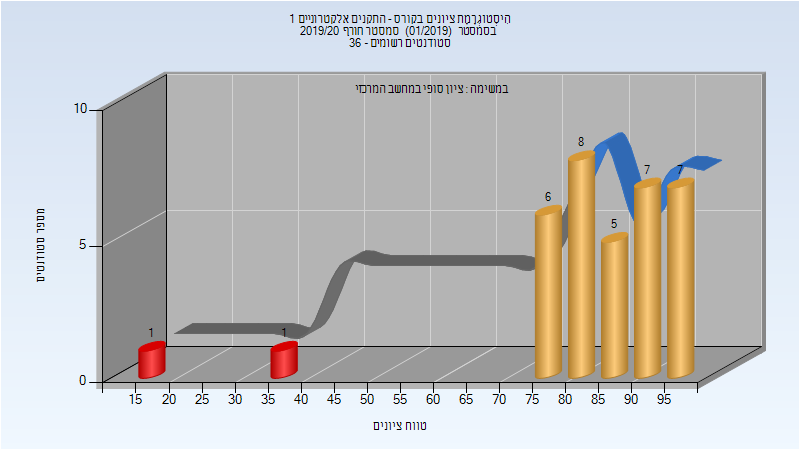 הִיסְטוֹגְרָמַת ציונים בקורס - התקנים אלקטרוניים 1
בסמסטר (01/2019) סמסטר חורף 2019/20
סטודנטים רשומים - 36
במשימה : ציון סופי במחשב המרכזי
מספר סטודנטים
10
5
0
1
1
6
8
5
7
7
15 20 25 30 35 40 45 50 55 60 65 70 75 80 85 90 95
טווח ציונים